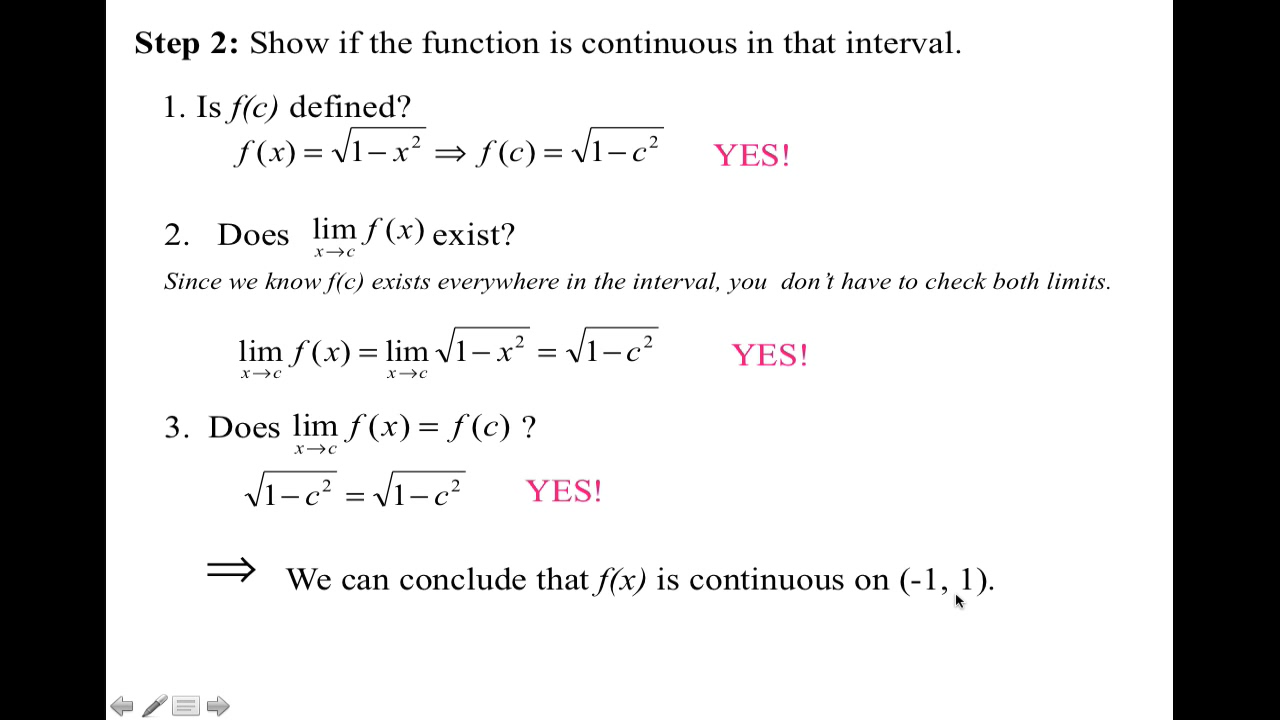 Step 2: Show if the function is continuous in that interval.
1. Is f(c) defined?
f(x) = √(1−x²) ⇒ f(c) = √(1−c²) YES!
2. Does lim x→c f(x) exist?
Since we know f(c) exists everywhere in the interval, you don't have to check both limits.
lim x→c f(x) = lim x→c √(1−x²) = √(1−c²) YES!
3. Does lim x→c f(x) = f(c) ?
√(1−c²) = √(1−c²) YES!
⇒ We can conclude that f(x) is continuous on (-1, 1).